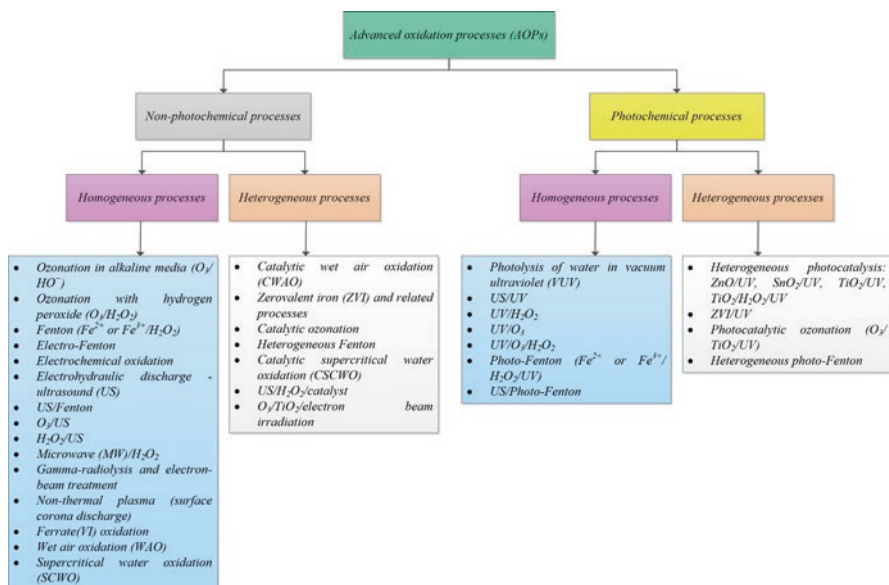 Advanced oxidation processes (AOPs)
Non-photochemical processes
Photochemical processes
Homogeneous processes
Heterogeneous processes
Homogeneous processes
Heterogeneous processes
• Ozonation in alkaline media (O₃/
HO⁻)
• Ozonation with hydrogen
peroxide (O₃/H₂O₂)
• Fenton (Fe²⁺ or Fe³⁺/H₂O₂)
• Electro-Fenton
• Electrochemical oxidation
• Electrohydraulic discharge -
ultrasound (US)
• US/Fenton
• O₃/US
• H₂O₂/US
• Microwave (MW)/H₂O₂
• Gamma-radiolysis and electron-
beam treatment
• Non-thermal plasma (surface
corona discharge)
• Ferrate(VI) oxidation
• Wet air oxidation (WAO)
• Supercritical water oxidation
(SCWO)
• Catalytic wet air oxidation
(CWAO)
• Zerovalent iron (ZVI) and related
processes
• Catalytic ozonation
• Heterogeneous Fenton
• Catalytic supercritical water
oxidation (CSCWO)
• US/H₂O₂/catalyst
• O₃/TiO₂/electron beam
irradiation
• Photolysis of water in vacuum
ultraviolet (VUV)
• US/UV
• UV/H₂O₂
• UV/O₃
• UV/O₃/H₂O₂
• Photo-Fenton (Fe²⁺ or Fe³⁺/
H₂O₂/UV)
• US/Photo-Fenton
• Heterogeneous photocatalysis:
ZnO/UV, SnO₂/UV, TiO₂/UV,
TiO₂/H₂O₂/UV
• ZVI/UV
• Photocatalytic ozonation (O₃/
TiO₂/UV)
• Heterogeneous photo-Fenton